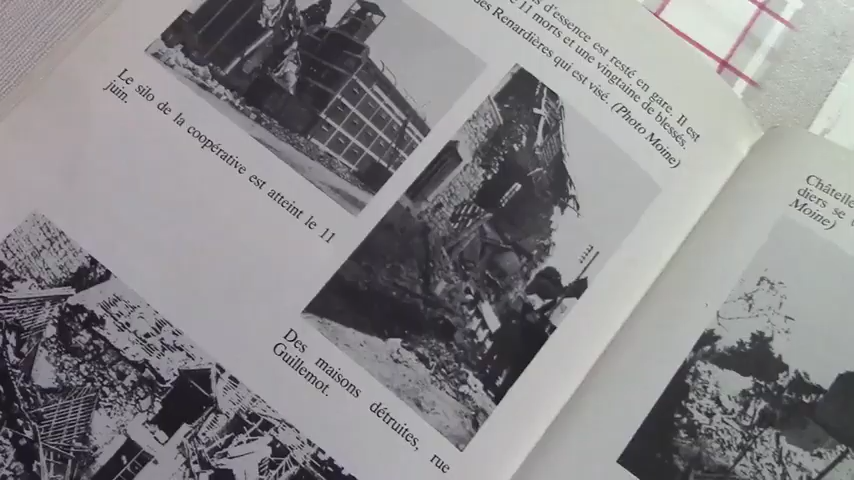 d'essence est resté en gare. Il est
11 morts et une vingtaine de blessés.
des Renardières qui est visé. (Photo Moine)
Le silo de la coopérative est atteint le 11
juin.
Des maisons détruites, rue
Guillemot.
diers se
Moine)